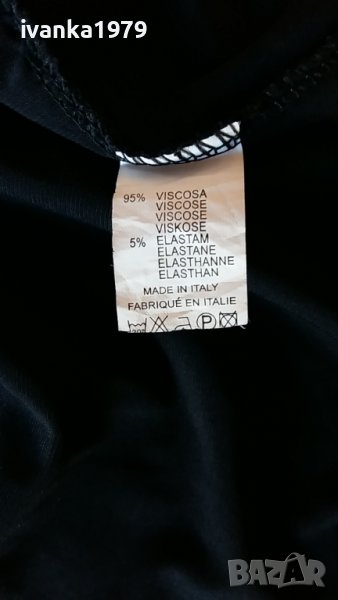 ivanka1979
95% VISCOSA
VISCOSE
VISCOSE
VISKOSE
5% ELASTAM
ELASTANE
ELASTHANNE
ELASTHAN
MADE IN ITALY
FABRIQUÉ EN ITALIE
P
BAZAR